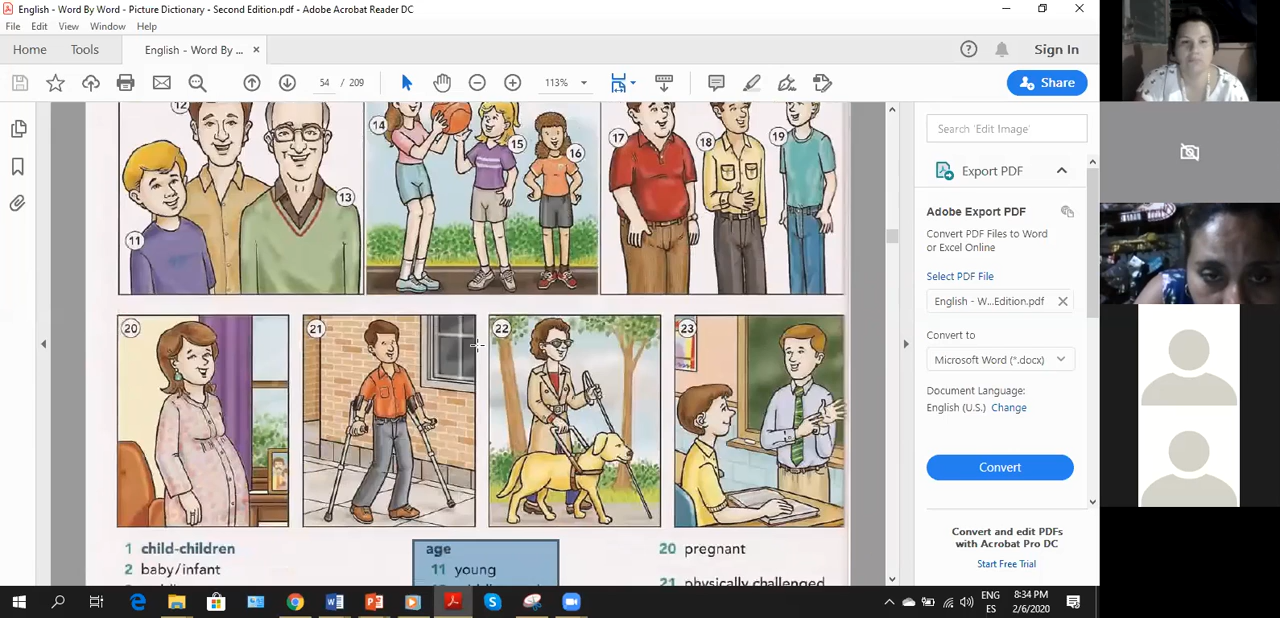 English - Word By Word - Picture Dictionary - Second Edition.pdf - Adobe Acrobat Reader DC
File Edit View Window Help
Home Tools English - Word By ... × Sign In
54 / 209 113% Share
12
14
15
16
17
18
19
13
11
20
21
22
23
1 child-children
2 baby/infant
age
11 young
20 pregnant
21 physically challenged
Search 'Edit Image'
Export PDF
Adobe Export PDF
Convert PDF Files to Word
or Excel Online
Select PDF File
English - W...Edition.pdf
Convert to
Microsoft Word (*.docx)
Document Language:
English (U.S.) Change
Convert
Convert and edit PDFs
with Acrobat Pro DC
Start Free Trial
ENG
ES
8:34 PM
2/6/2020